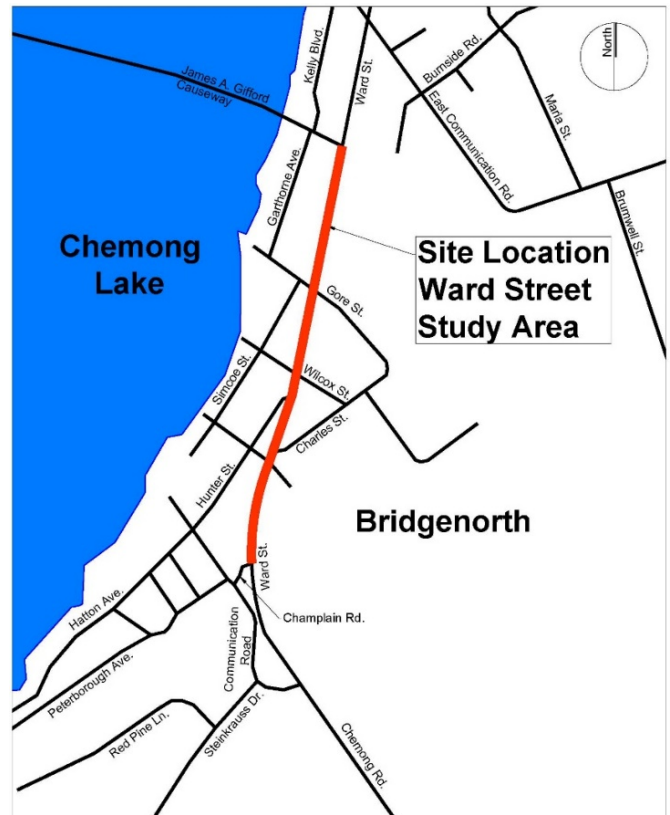 North
Kelly Blvd.
Ward St.
Burnside Rd.
James A. Gifford
Causeway
East Communication Rd.
Maria St.
Garthorne Ave.
Brumwell St.
Chemong
Lake
Site Location
Ward Street
Study Area
Gore St.
Simcoe St.
Wilcox St.
Charles St.
Hunter St.
Bridgenorth
Ward St.
Hatton Ave.
Champlain Rd.
Communication
Road
Peterborough Ave.
Red Pine Ln.
Steinkrauss Dr.
Chemong Rd.